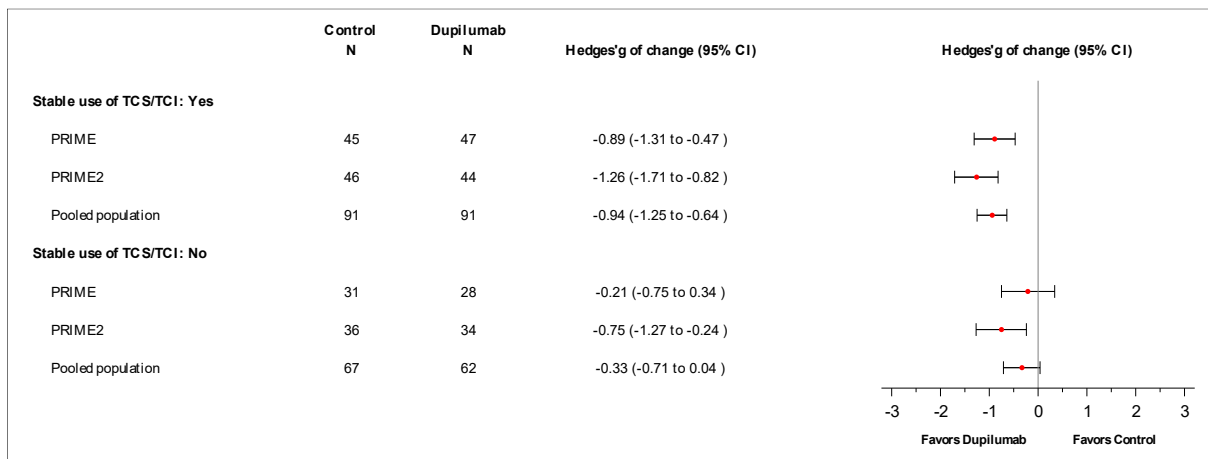 Control Dupilumab
N N Hedges'g of change (95% CI) Hedges'g of change (95% CI)
Stable use of TCS/TCI: Yes
PRIME 45 47 -0.89 (-1.31 to -0.47 )
PRIME2 46 44 -1.26 (-1.71 to -0.82 )
Pooled population 91 91 -0.94 (-1.25 to -0.64 )
Stable use of TCS/TCI: No
PRIME 31 28 -0.21 (-0.75 to 0.34 )
PRIME2 36 34 -0.75 (-1.27 to -0.24 )
Pooled population 67 62 -0.33 (-0.71 to 0.04 )
-3 -2 -1 0 1 2 3
Favors Dupilumab Favors Control